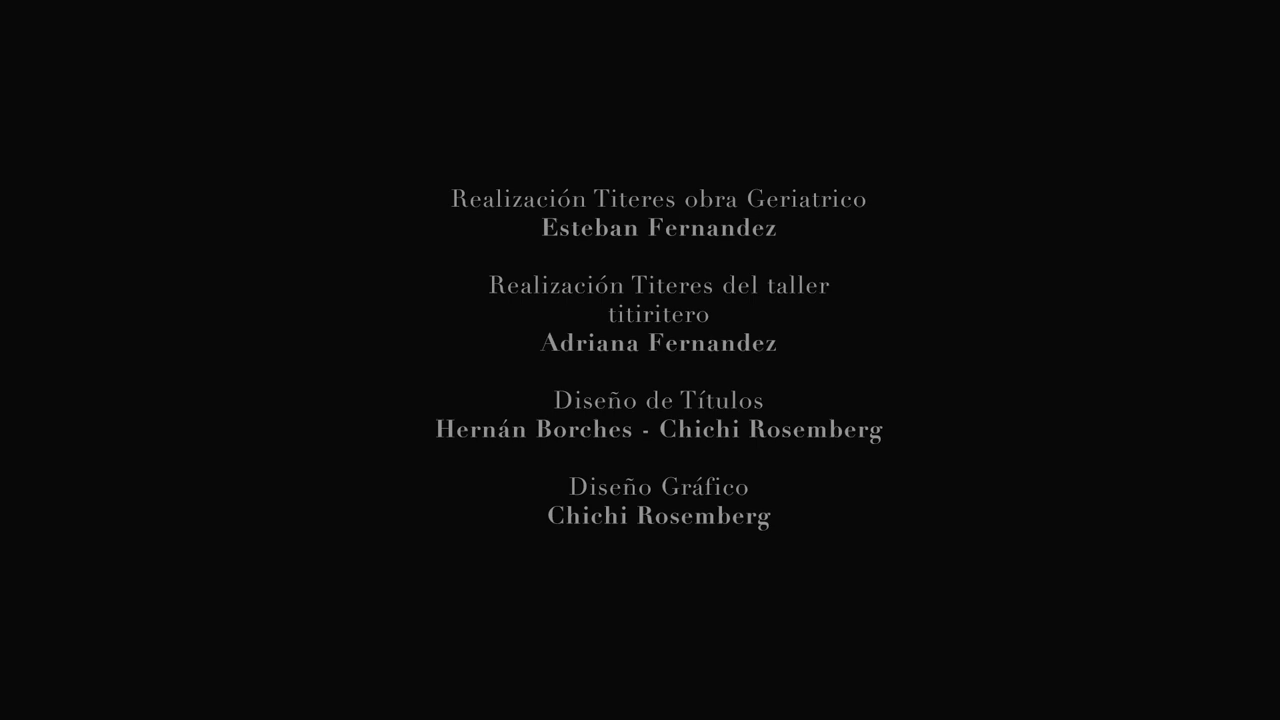 Realización Titeres obra Geriatrico
Esteban Fernandez
Realización Titeres del taller
titiritero
Adriana Fernandez
Diseño de Títulos
Hernán Borches - Chichi Rosemberg
Diseño Gráfico
Chichi Rosemberg